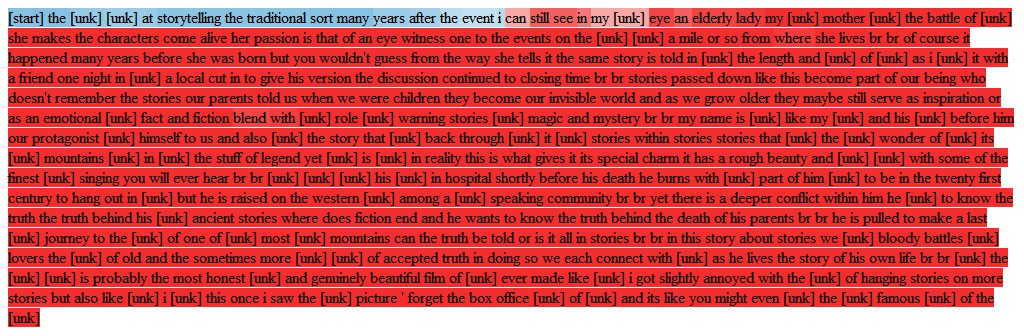 [start] the [unk] [unk] at storytelling the traditional sort many years after the event i can still see in my [unk] eye an elderly lady my [unk] mother [unk] the battle of [unk]
she makes the characters come alive her passion is that of an eye witness one to the events on the [unk] [unk] a mile or so from where she lives br br of course it
happened many years before she was born but you wouldn't guess from the way she tells it the same story is told in [unk] the length and [unk] of [unk] as i [unk] it with
a friend one night in [unk] a local cut in to give his version the discussion continued to closing time br br stories passed down like this become part of our being who
doesn't remember the stories our parents told us when we were children they become our invisible world and as we grow older they maybe still serve as inspiration or
as an emotional [unk] fact and fiction blend with [unk] role [unk] warning stories [unk] magic and mystery br br my name is [unk] like my [unk] and his [unk] before him
our protagonist [unk] himself to us and also [unk] the story that [unk] back through [unk] it [unk] stories within stories stories that [unk] the [unk] wonder of [unk] its
[unk] mountains [unk] in [unk] the stuff of legend yet [unk] is [unk] in reality this is what gives it its special charm it has a rough beauty and [unk] [unk] with some of the
finest [unk] singing you will ever hear br br [unk] [unk] [unk] his [unk] in hospital shortly before his death he burns with [unk] part of him [unk] to be in the twenty first
century to hang out in [unk] but he is raised on the western [unk] among a [unk] speaking community br br yet there is a deeper conflict within him he [unk] to know the
truth the truth behind his [unk] ancient stories where does fiction end and he wants to know the truth behind the death of his parents br br he is pulled to make a last
[unk] journey to the [unk] of one of [unk] most [unk] mountains can the truth be told or is it all in stories br br in this story about stories we [unk] bloody battles [unk]
lovers the [unk] of old and the sometimes more [unk] [unk] of accepted truth in doing so we each connect with [unk] as he lives the story of his own life br br [unk] the
[unk] [unk] is probably the most honest [unk] and genuinely beautiful film of [unk] ever made like [unk] i got slightly annoyed with the [unk] of hanging stories on more
stories but also like [unk] i [unk] this once i saw the [unk] picture ' forget the box office [unk] of [unk] and its like you might even [unk] the [unk] famous [unk] of the
[unk]